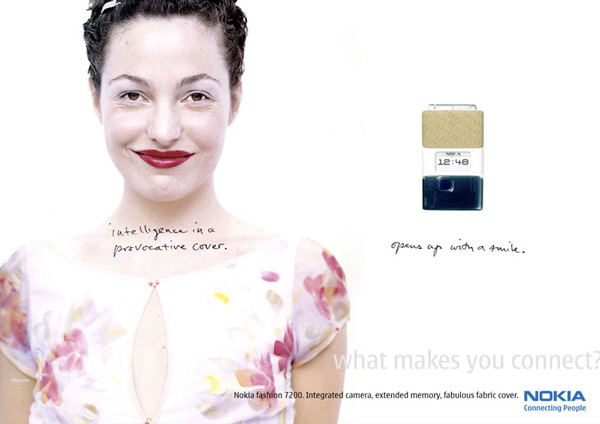 intelligence in a
provocative cover.
NOKIA
12:48
opens up with a smile.
what makes you connect?
Nokia fashion 7200. Integrated camera, extended memory, fabulous fabric cover.
NOKIA
Connecting People